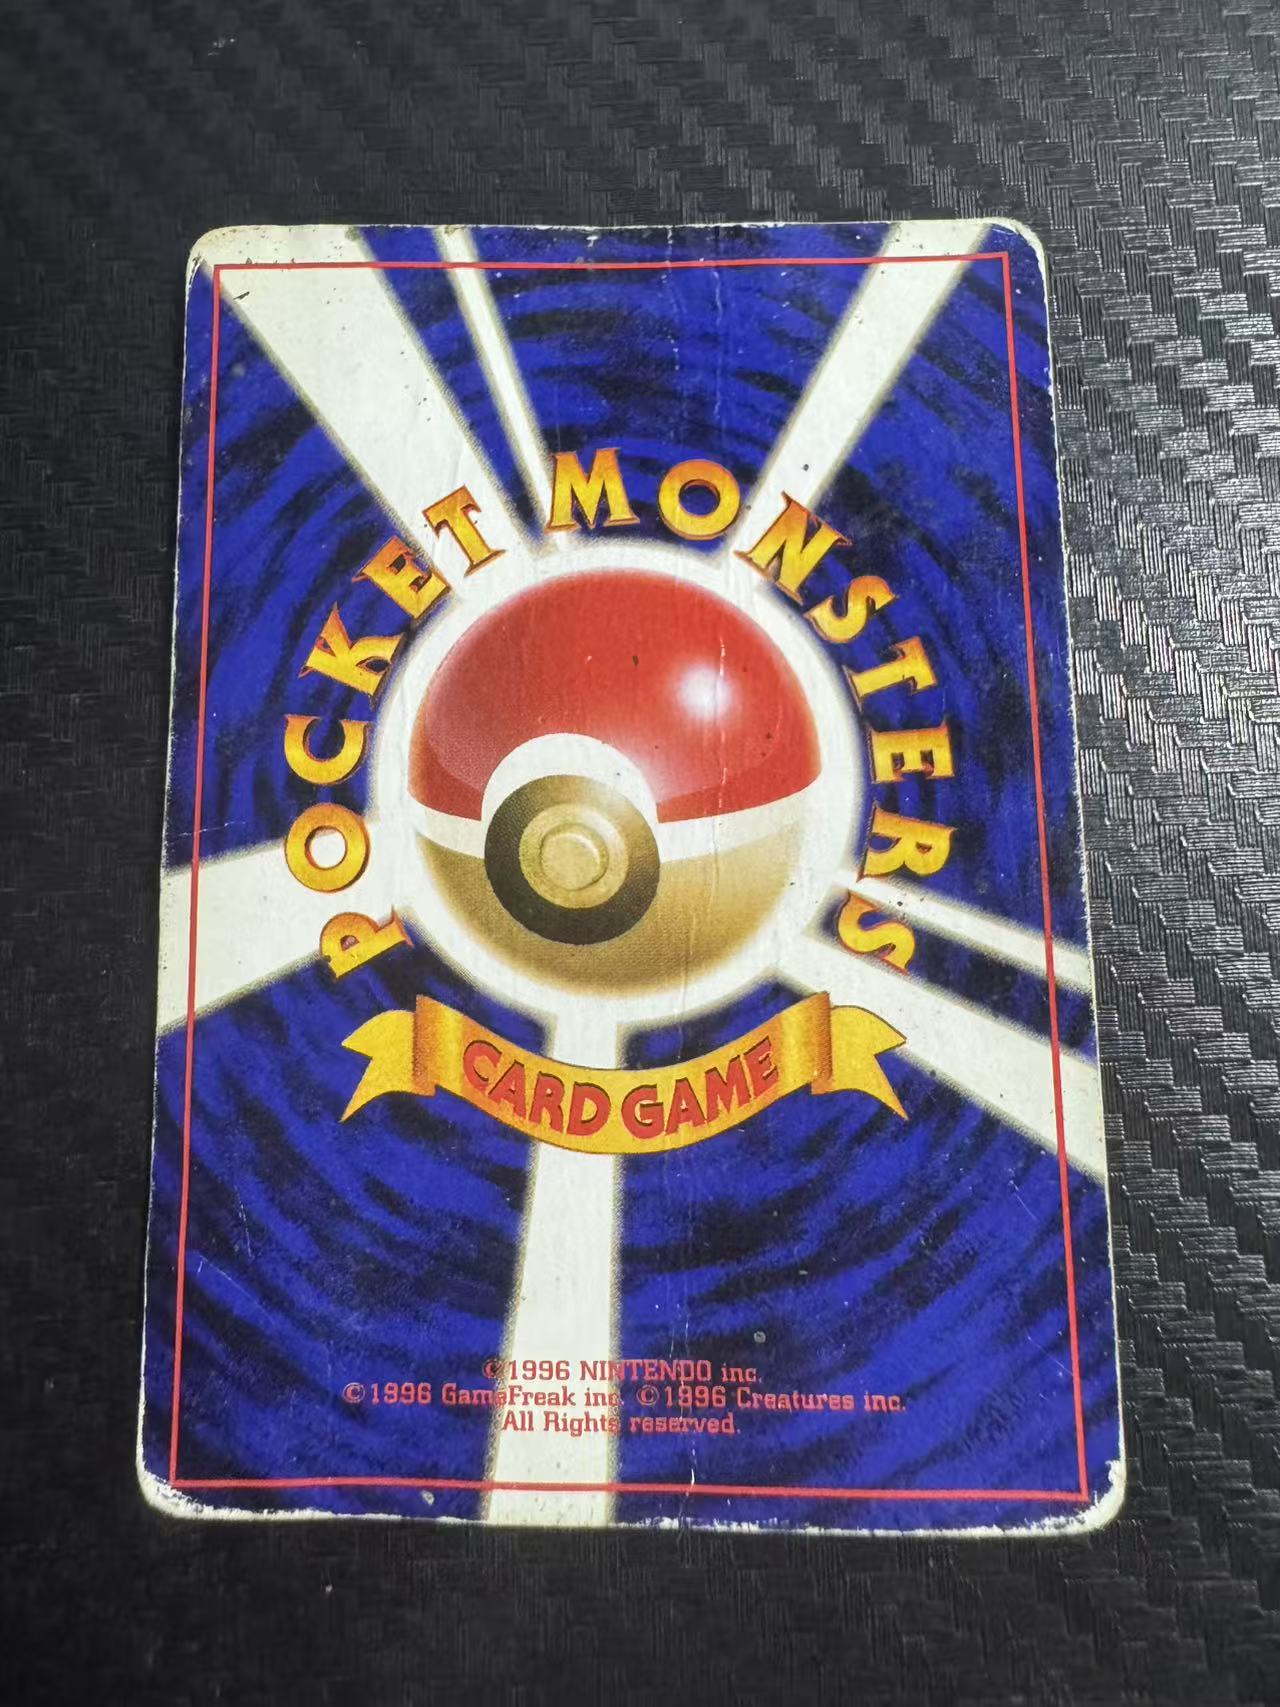 POCKET MONSTERS
CARD GAME
©1996 NINTENDO inc.
©1996 GameFreak inc. ©1996 Creatures inc.
All Rights reserved.